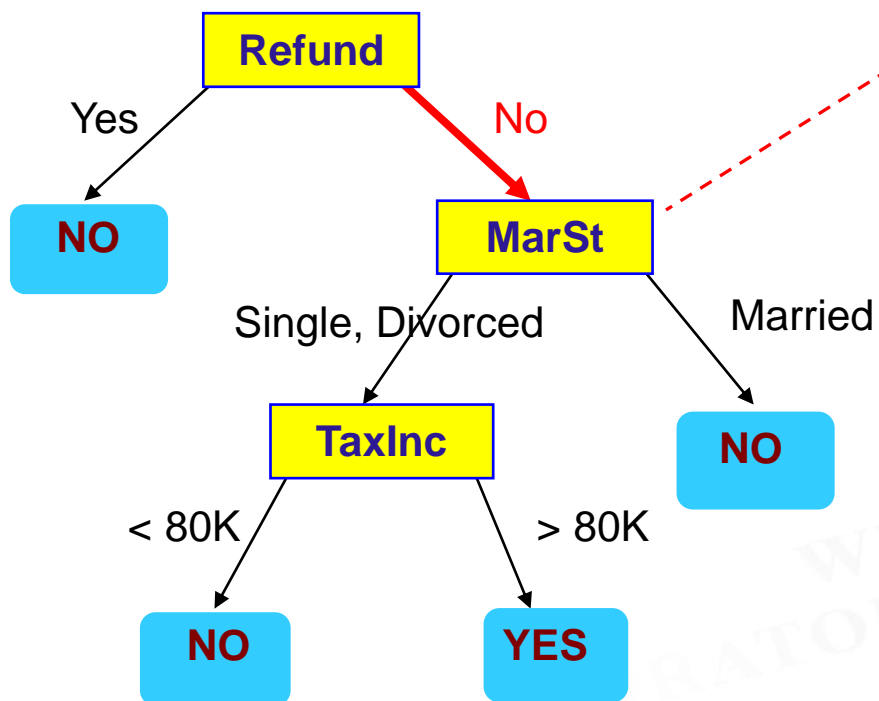 Refund
Yes
No
NO
MarSt
Single, Divorced
Married
TaxInc
NO
< 80K
> 80K
NO
YES